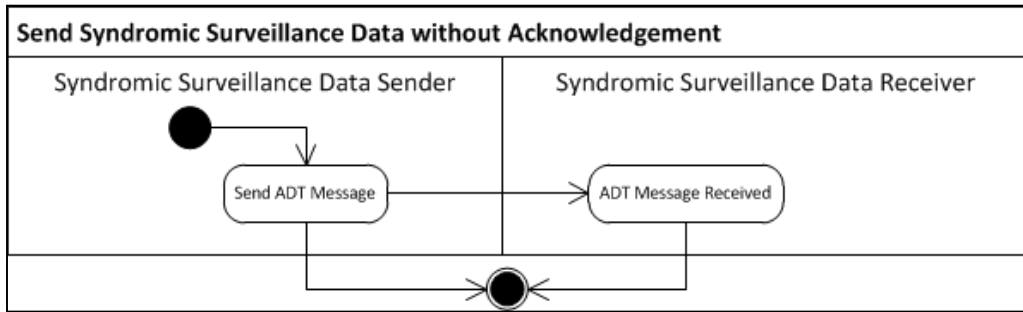 Send Syndromic Surveillance Data without Acknowledgement
Syndromic Surveillance Data Sender
Syndromic Surveillance Data Receiver
Send ADT Message
ADT Message Received